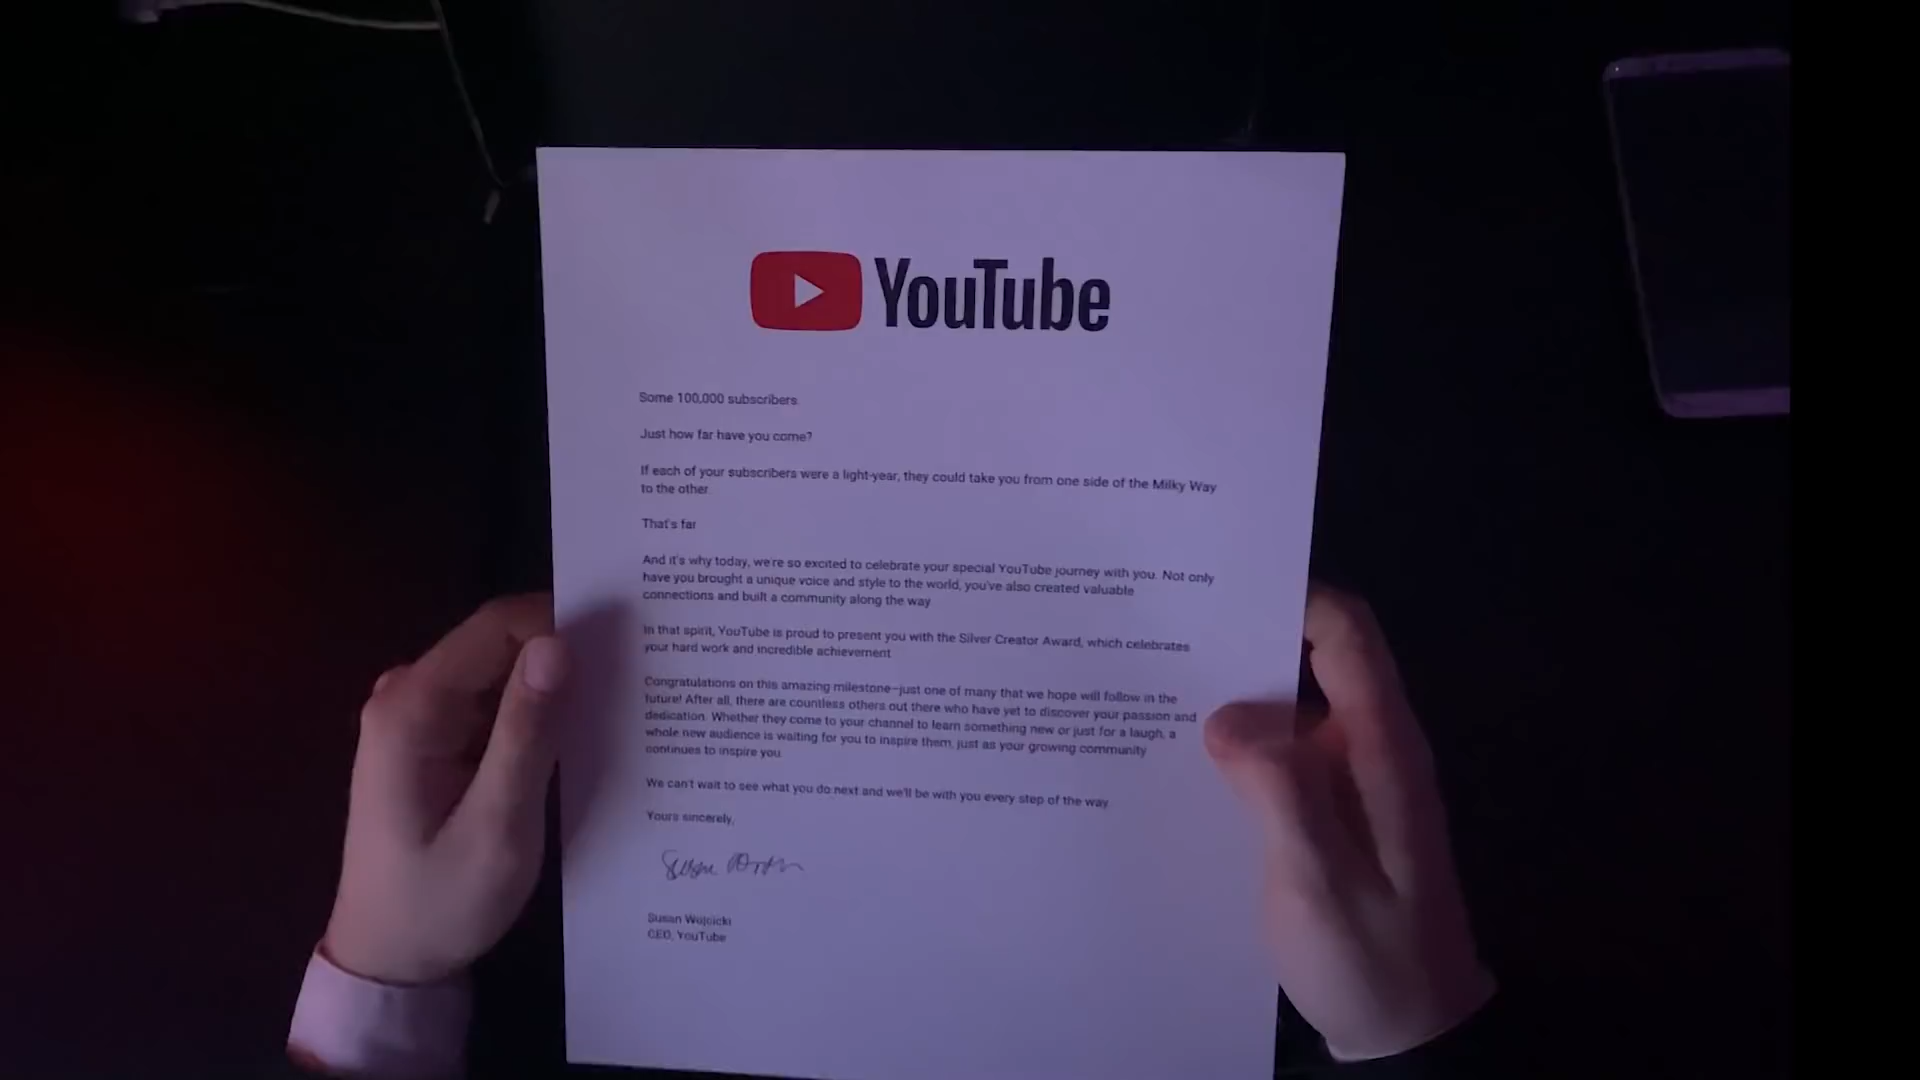 YouTube
Some 100,000 subscribers.
Just how far have you come?
If each of your subscribers were a light-year, they could take you from one side of the Milky Way
to the other.
That's far.
And it's why today, we're so excited to celebrate your special YouTube journey with you. Not only
have you brought a unique voice and style to the world, you've also created valuable
connections and built a community along the way.
In that spirit, YouTube is proud to present you with the Silver Creator Award, which celebrates
your hard work and incredible achievement.
Congratulations on this amazing milestone—just one of many that we hope will follow in the
future! After all, there are countless others out there who have yet to discover your passion and
dedication. Whether they come to your channel to learn something new or just for a laugh, a
whole new audience is waiting for you to inspire them, just as your growing community
continues to inspire you.
We can't wait to see what you do next and we'll be with you every step of the way.
Yours sincerely,
Susan Wojcicki
CEO, YouTube